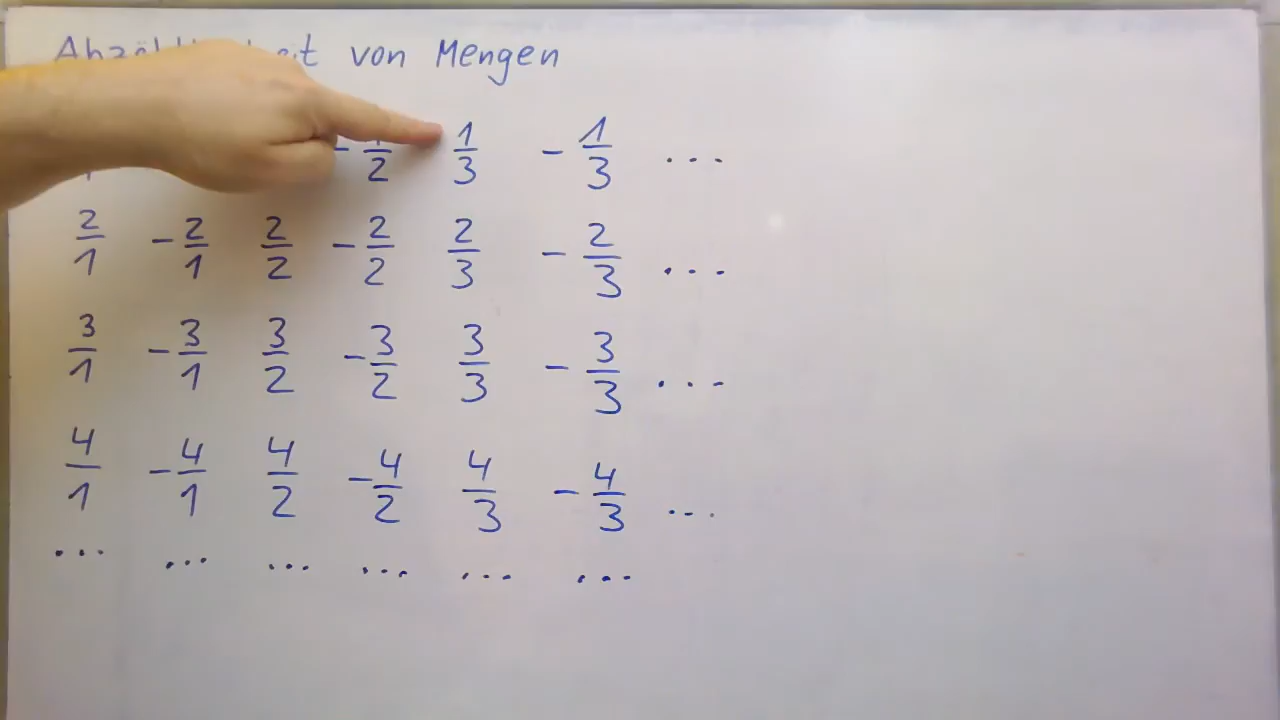 von Mengen
- 1/2 1/3 - 1/3 ...
2/1 - 2/1 2/2 - 2/2 2/3 - 2/3 ...
3/1 - 3/1 3/2 - 3/2 3/3 - 3/3 ...
4/1 - 4/1 4/2 - 4/2 4/3 - 4/3 ...
... ... ... ... ... ...